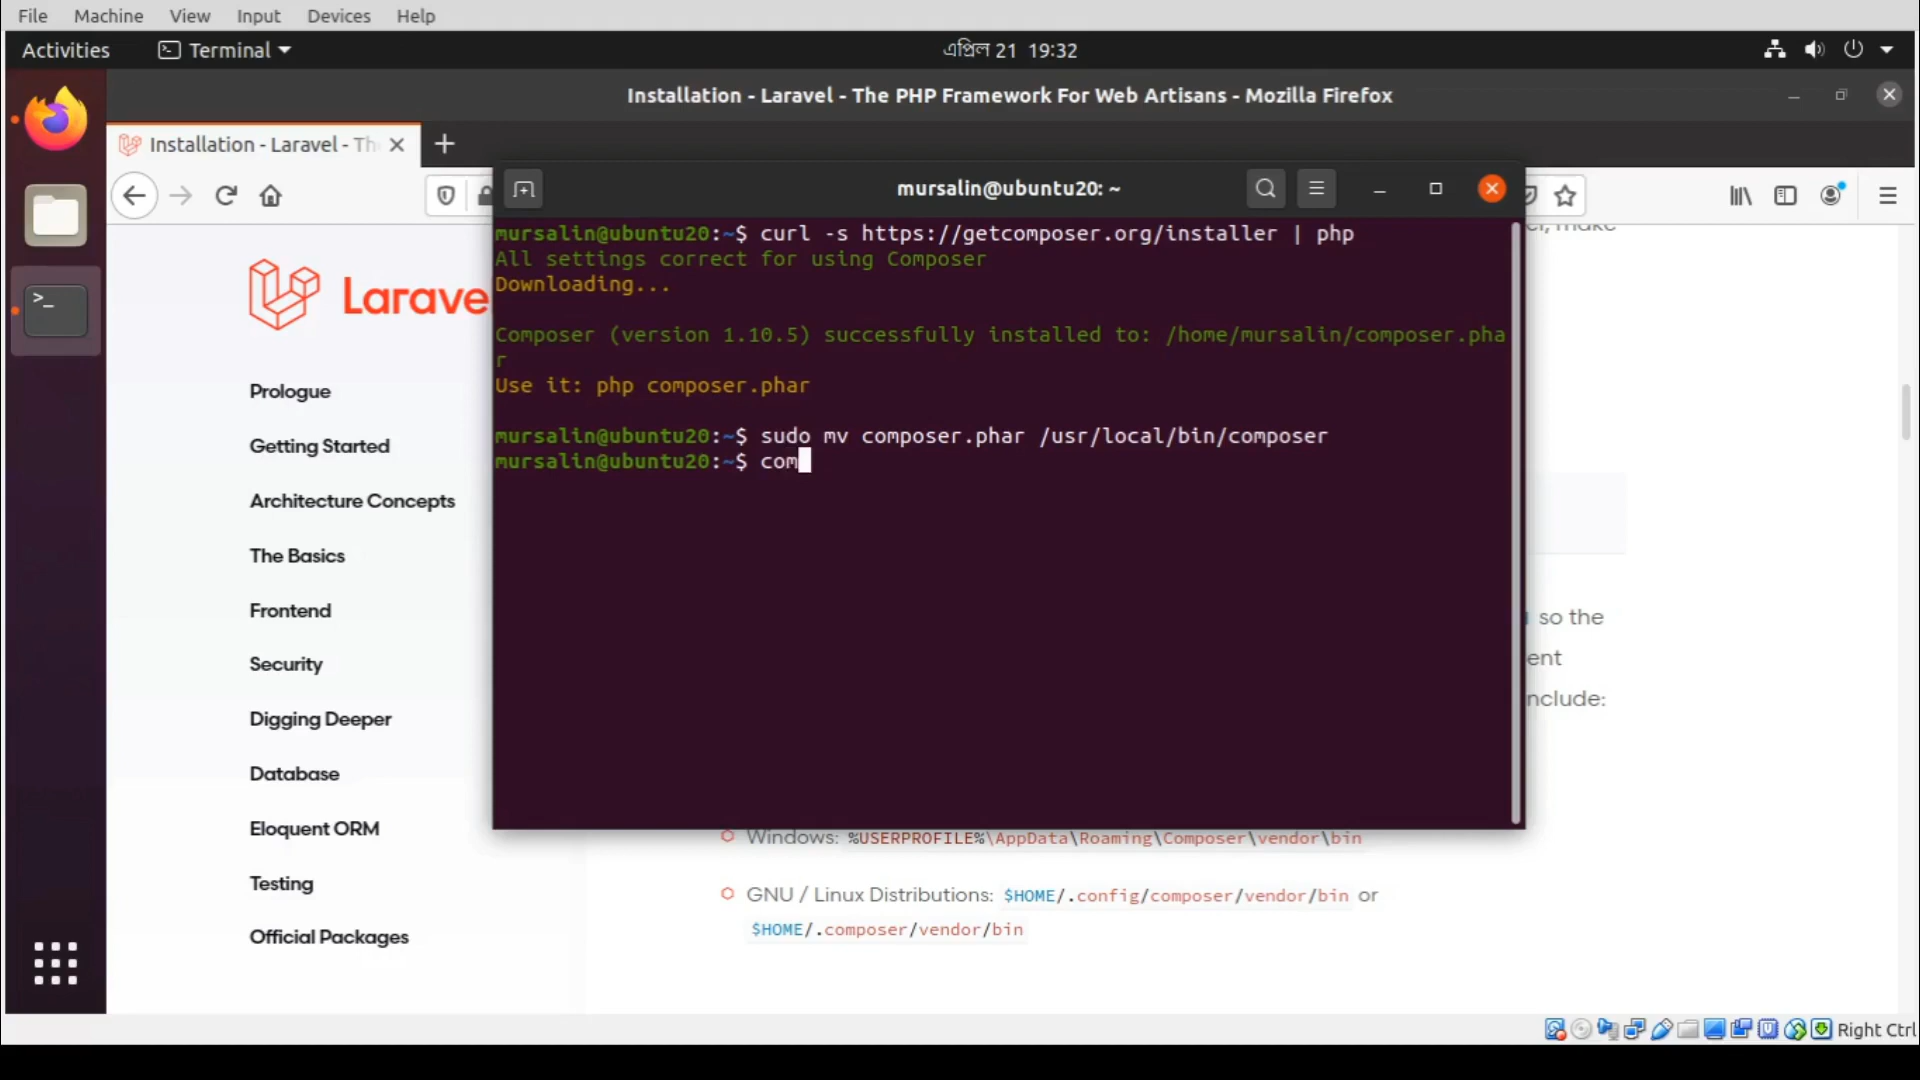 File Machine View Input Devices Help
Activities Terminal এপ্রিল 21 19:32
Installation - Laravel - The PHP Framework For Web Artisans - Mozilla Firefox
Installation - Laravel - Th
mursalin@ubuntu20: ~
mursalin@ubuntu20:~$ curl -s https://getcomposer.org/installer | php
All settings correct for using Composer
Downloading...
Composer (version 1.10.5) successfully installed to: /home/mursalin/composer.pha
r
Use it: php composer.phar
mursalin@ubuntu20:~$ sudo mv composer.phar /usr/local/bin/composer
mursalin@ubuntu20:~$ com
make
so the
ent
nclude:
Larave
Prologue
Getting Started
Architecture Concepts
The Basics
Frontend
Security
Digging Deeper
Database
Eloquent ORM
Testing
Official Packages
Windows: %USERPROFILE%\AppData\Roaming\Composer\vendor\bin
GNU / Linux Distributions: $HOME/.config/composer/vendor/bin or
$HOME/.composer/vendor/bin
Right Ctrl